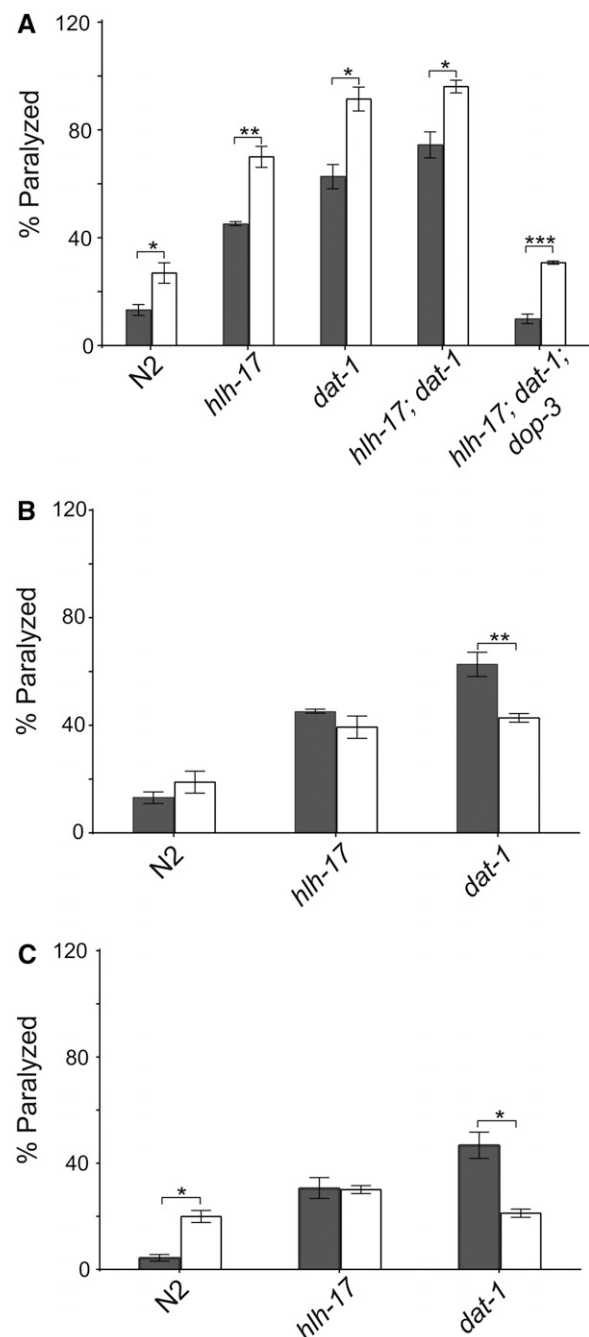 A
120
80
40
0
% Paralyzed
*
**
*
*
***
N2
hlh-17
dat-1
hlh-17; dat-1
hlh-17; dat-1;
dop-3
B
120
80
40
0
% Paralyzed
**
N2
hlh-17
dat-1
C
120
80
40
0
% Paralyzed
*
*
N2
hlh-17
dat-1